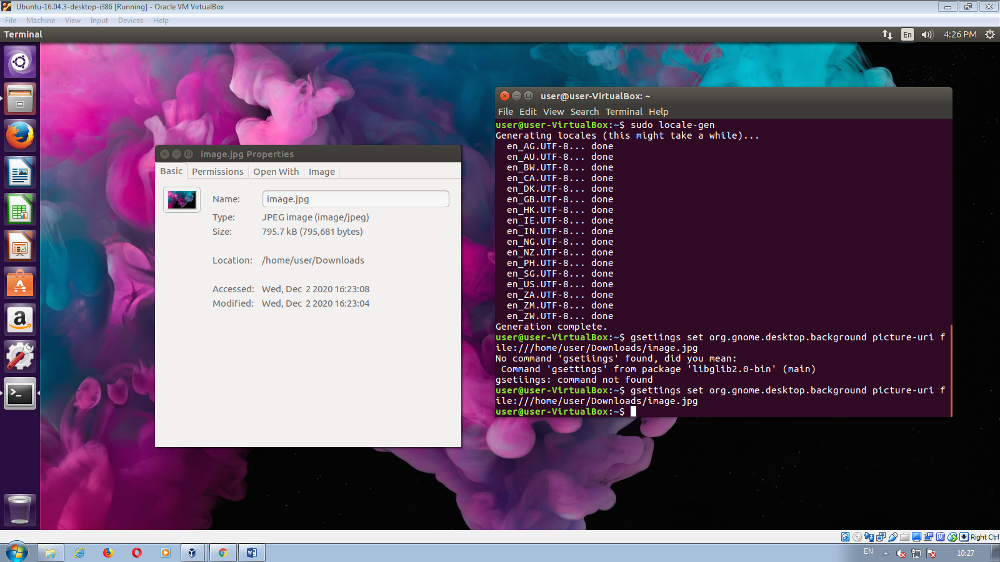 Ubuntu-16.04.3-desktop-i386 [Running] - Oracle VM VirtualBox
File Machine View Input Devices Help
Terminal
En
4:26 PM
image.jpg Properties
Basic Permissions Open With Image
Name: image.jpg
Type: JPEG image (image/jpeg)
Size: 795.7 kB (795,681 bytes)
Location: /home/user/Downloads
Accessed: Wed, Dec 2 2020 16:23:08
Modified: Wed, Dec 2 2020 16:23:04
user@user-VirtualBox: ~
File Edit View Search Terminal Help
user@user-VirtualBox:~$ sudo locale-gen
Generating locales (this might take a while)...
en_AG.UTF-8... done
en_AU.UTF-8... done
en_BW.UTF-8... done
en_CA.UTF-8... done
en_DK.UTF-8... done
en_GB.UTF-8... done
en_HK.UTF-8... done
en_IE.UTF-8... done
en_IN.UTF-8... done
en_NG.UTF-8... done
en_NZ.UTF-8... done
en_PH.UTF-8... done
en_SG.UTF-8... done
en_US.UTF-8... done
en_ZA.UTF-8... done
en_ZM.UTF-8... done
en_ZW.UTF-8... done
Generation complete.
user@user-VirtualBox:~$ gsetiings set org.gnome.desktop.background picture-uri f
ile:///home/user/Downloads/image.jpg
No command 'gsetiings' found, did you mean:
Command 'gsettings' from package 'libglib2.0-bin' (main)
gsetiings: command not found
user@user-VirtualBox:~$ gsettings set org.gnome.desktop.background picture-uri f
ile:///home/user/Downloads/image.jpg
user@user-VirtualBox:~$
Right Ctrl
EN
10:27